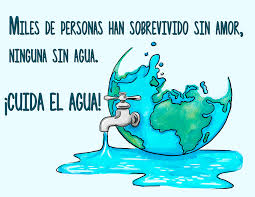 Miles de personas han sobrevivido sin amor,
ninguna sin agua.
¡Cuida el agua!